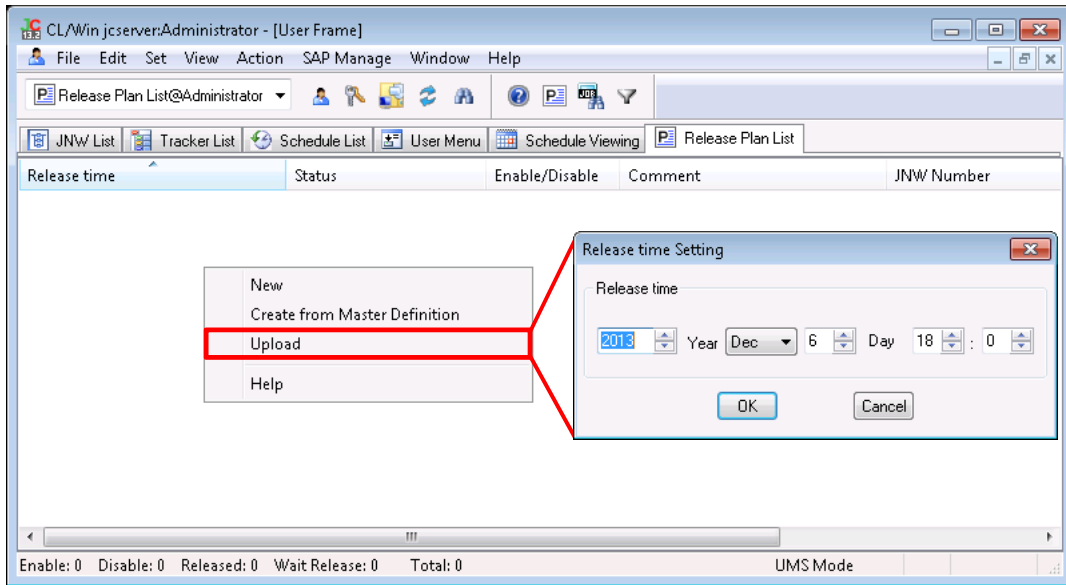 CL/Win jcserver:Administrator - [User Frame]
File Edit Set View Action SAP Manage Window Help
Release Plan List@Administrator
JNW List Tracker List Schedule List User Menu Schedule Viewing Release Plan List
Release time Status Enable/Disable Comment JNW Number
Release time Setting
Release time
2013 Year Dec 6 Day 18 : 0
OK Cancel
New
Create from Master Definition
Upload
Help
Enable: 0 Disable: 0 Released: 0 Wait Release: 0 Total: 0 UMS Mode